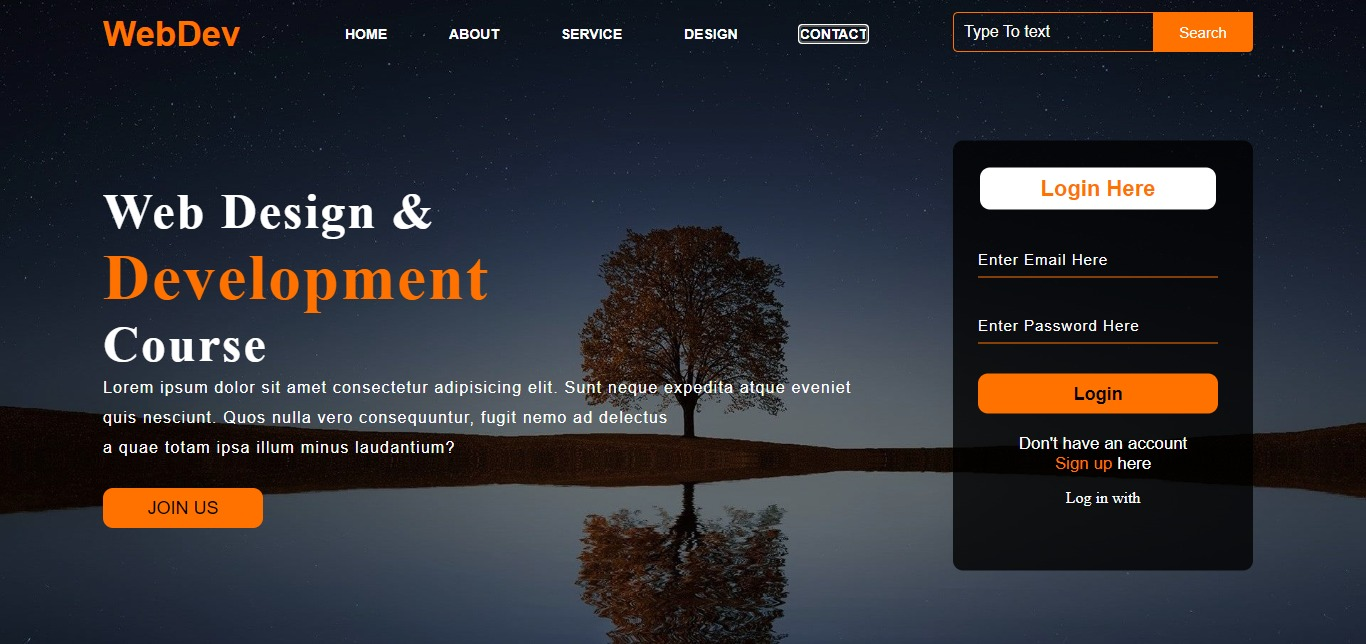 WebDev
HOME
ABOUT
SERVICE
DESIGN
CONTACT
Type To text
Search
Web Design &
Development
Course
Lorem ipsum dolor sit amet consectetur adipisicing elit. Sunt neque expedita atque eveniet
quis nesciunt. Quos nulla vero consequuntur, fugit nemo ad delectus
a quae totam ipsa illum minus laudantium?
JOIN US
Login Here
Enter Email Here
Enter Password Here
Login
Don't have an account
Sign up here
Log in with